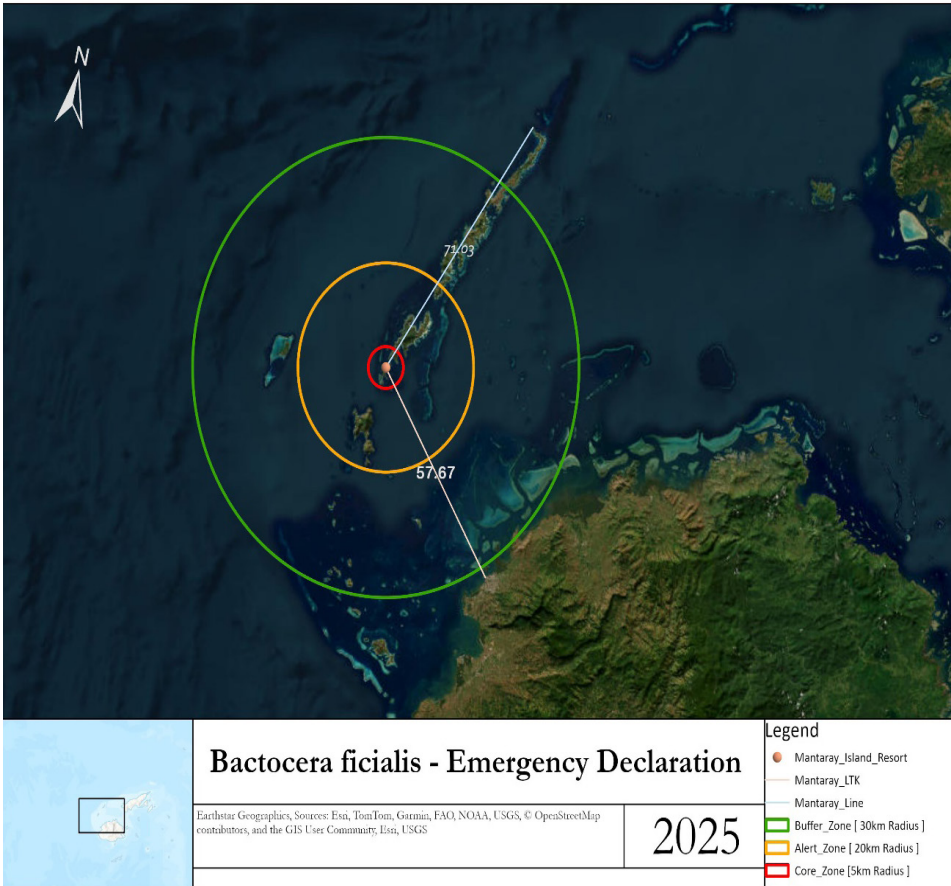 N
71.03
57.67
Bactocera ficialis - Emergency Declaration
Earthstar Geographics, Sources: Esri, TomTom, Garmin, FAO, NOAA, USGS, © OpenStreetMap
contributors, and the GIS User Community, Esri, USGS
2025
Legend
Mantaray_Island_Resort
Mantaray_LTK
Mantaray_Line
Buffer_Zone [ 30km Radius ]
Alert_Zone [ 20km Radius ]
Core_Zone [5km Radius ]